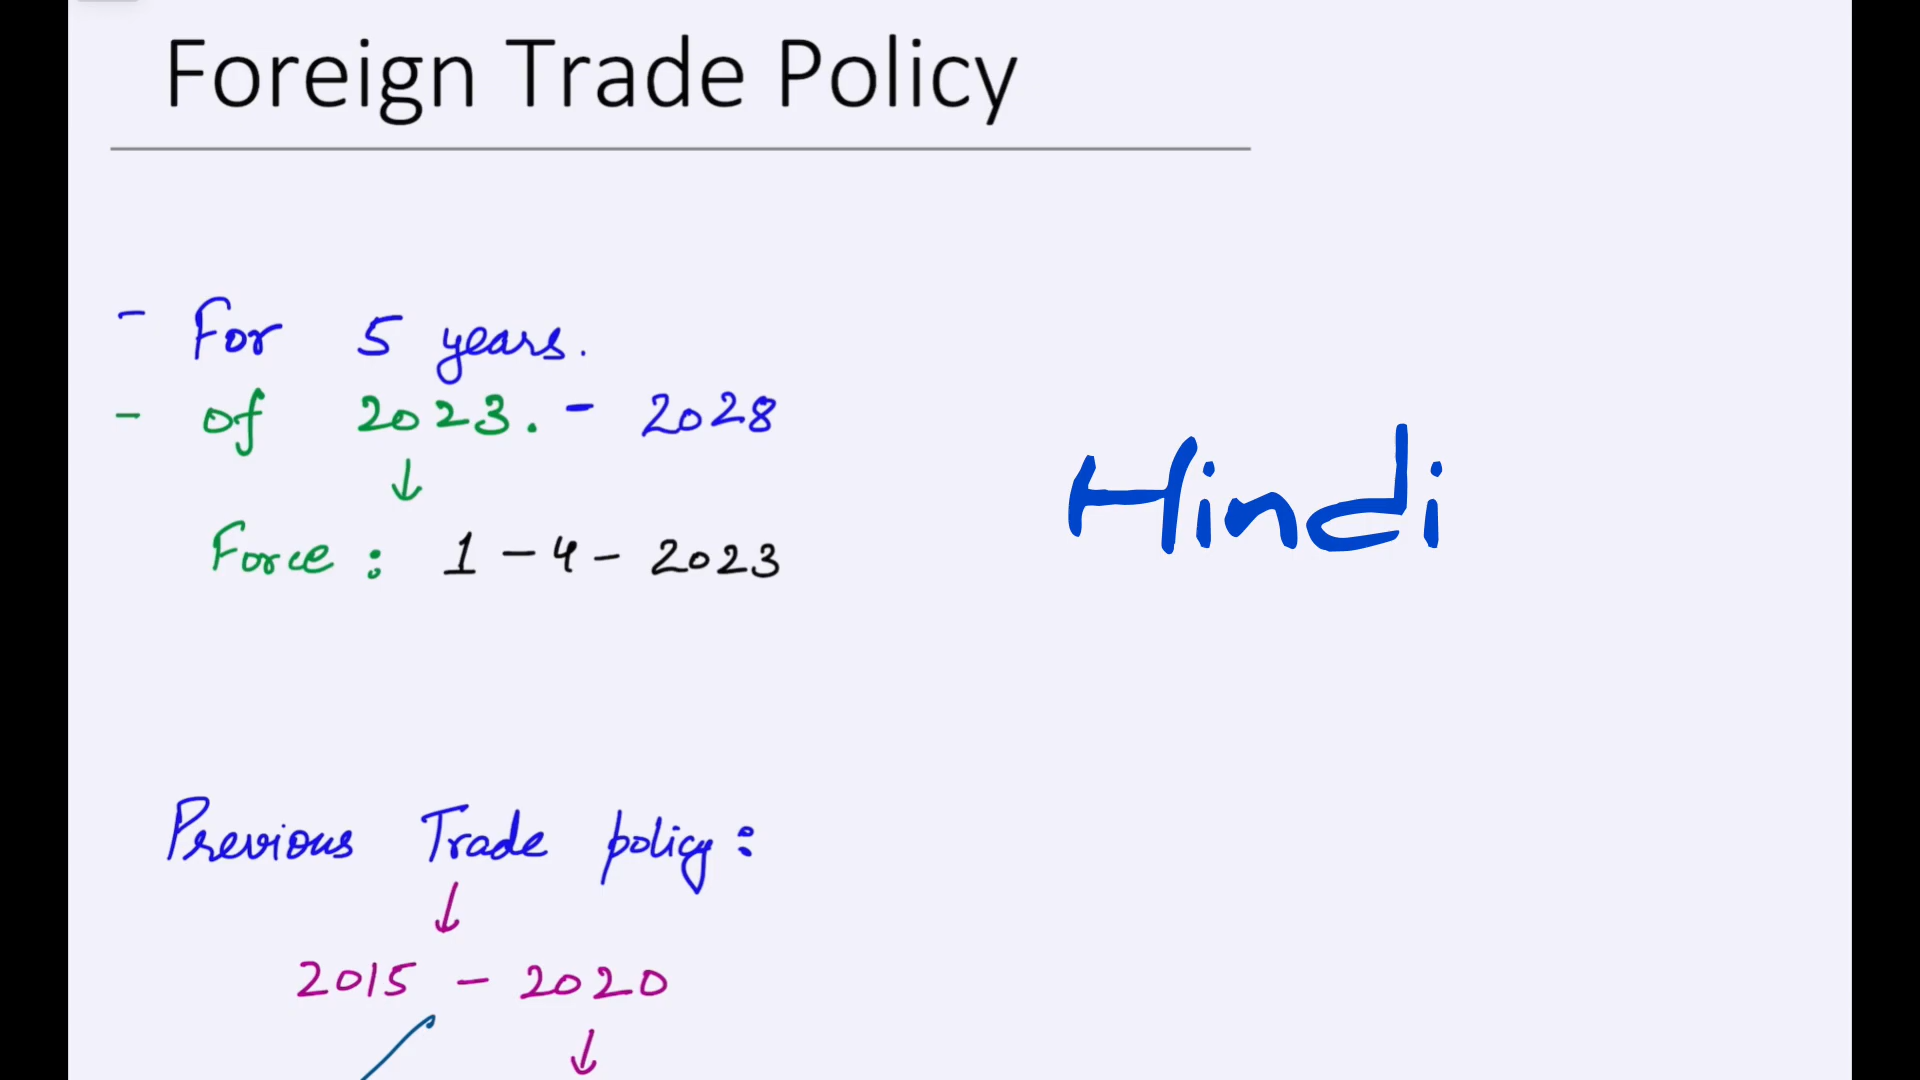 Foreign Trade Policy
- For 5 years.
- of 2023. - 2028
↓
Force : 1 - 4 - 2023
Hindi
Previous Trade policy :
↓
2015 - 2020
↓